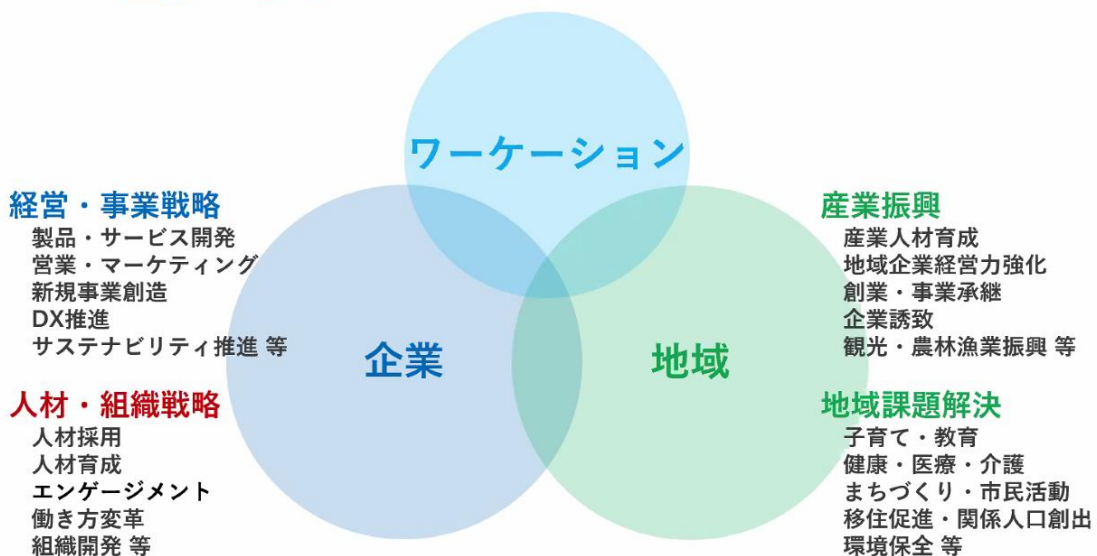 ワーケーション
経営・事業戦略
製品・サービス開発
営業・マーケティング
新規事業創造
DX推進
サステナビリティ推進 等
人材・組織戦略
人材採用
人材育成
エンゲージメント
働き方変革
組織開発 等
企業
地域
産業振興
産業人材育成
地域企業経営力強化
創業・事業承継
企業誘致
観光・農林漁業振興 等
地域課題解決
子育て・教育
健康・医療・介護
まちづくり・市民活動
移住促進・関係人口創出
環境保全 等